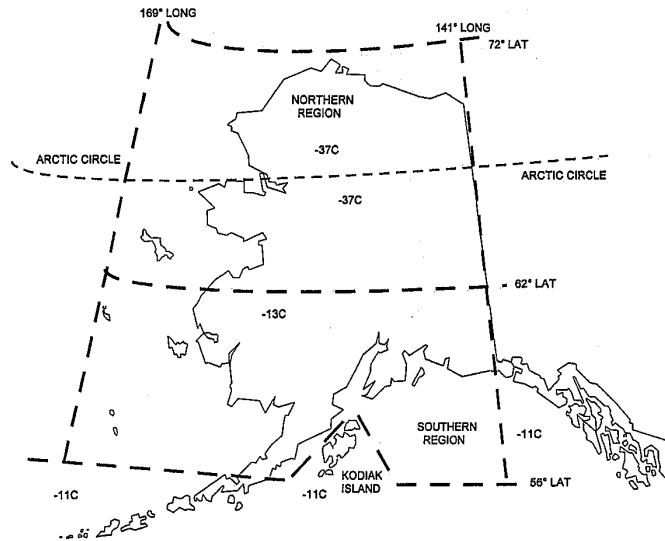 169° LONG
141° LONG
72° LAT
NORTHERN
REGION
-37C
ARCTIC CIRCLE
ARCTIC CIRCLE
-37C
62° LAT
-13C
SOUTHERN
REGION
-11C
KODIAK
ISLAND
-11C
-11C
56° LAT